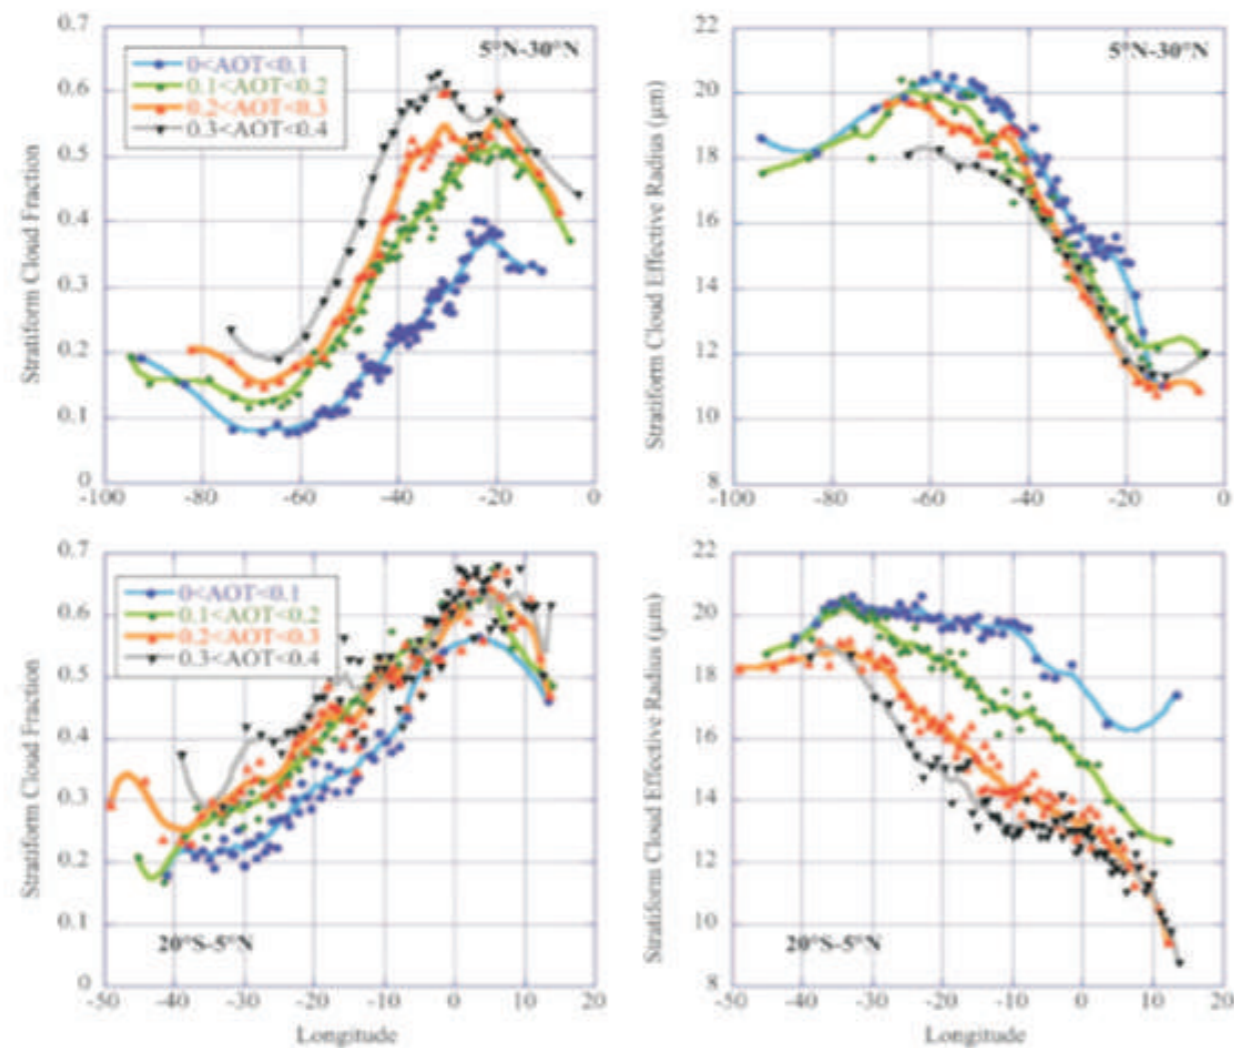 0.7
0.6
0.5
0.4
0.3
0.2
0.1
0
Stratiform Cloud Fraction
5°N-30°N
0<AOT<0.1
0.1<AOT<0.2
0.2<AOT<0.3
0.3<AOT<0.4
-100 -80 -60 -40 -20 0
22
20
18
16
14
12
10
8
Stratiform Cloud Effective Radius (μm)
5°N-30°N
-100 -80 -60 -40 -20 0
0.7
0.6
0.5
0.4
0.3
0.2
0.1
0
Stratiform Cloud Fraction
0<AOT<0.1
0.1<AOT<0.2
0.2<AOT<0.3
0.3<AOT<0.4
20°S-5°N
-50 -40 -30 -20 -10 0 10 20
Longitude
22
20
18
16
14
12
10
8
Stratiform Cloud Effective Radius (μm)
20°S-5°N
-50 -40 -30 -20 -10 0 10 20
Longitude